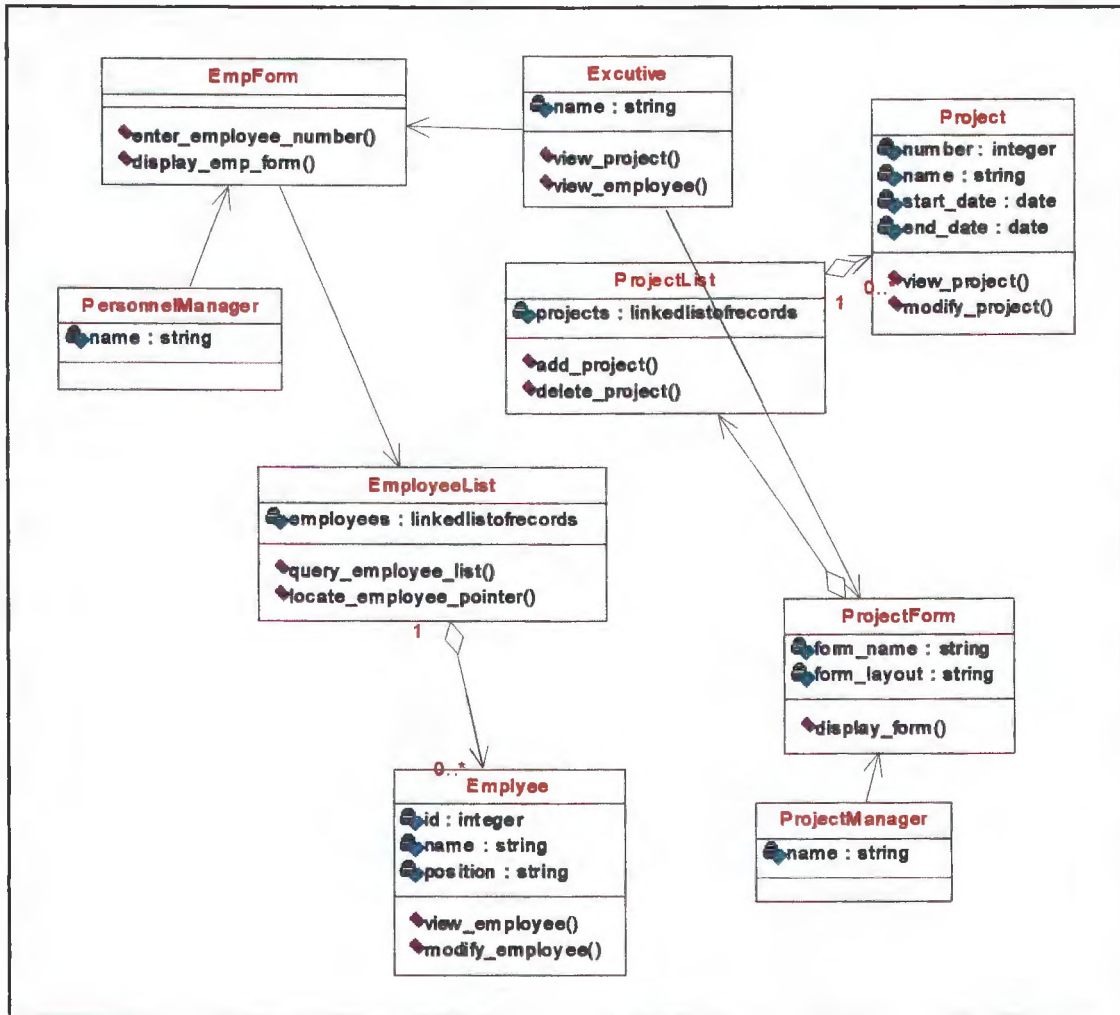 EmpForm
enter_employee_number()
display_emp_form()
Excutive
name : string
view_project()
view_employee()
Project
number : integer
name : string
start_date : date
end_date : date
view_project()
modify_project()
PersonnelManager
name : string
ProjectList
projects : linkedlistofrecords
add_project()
delete_project()
1
0..
EmployeeList
employees : linkedlistofrecords
query_employee_list()
locate_employee_pointer()
1
0..*
Emplyee
id : integer
name : string
position : string
view_employee()
modify_employee()
ProjectForm
form_name : string
form_layout : string
display_form()
ProjectManager
name : string